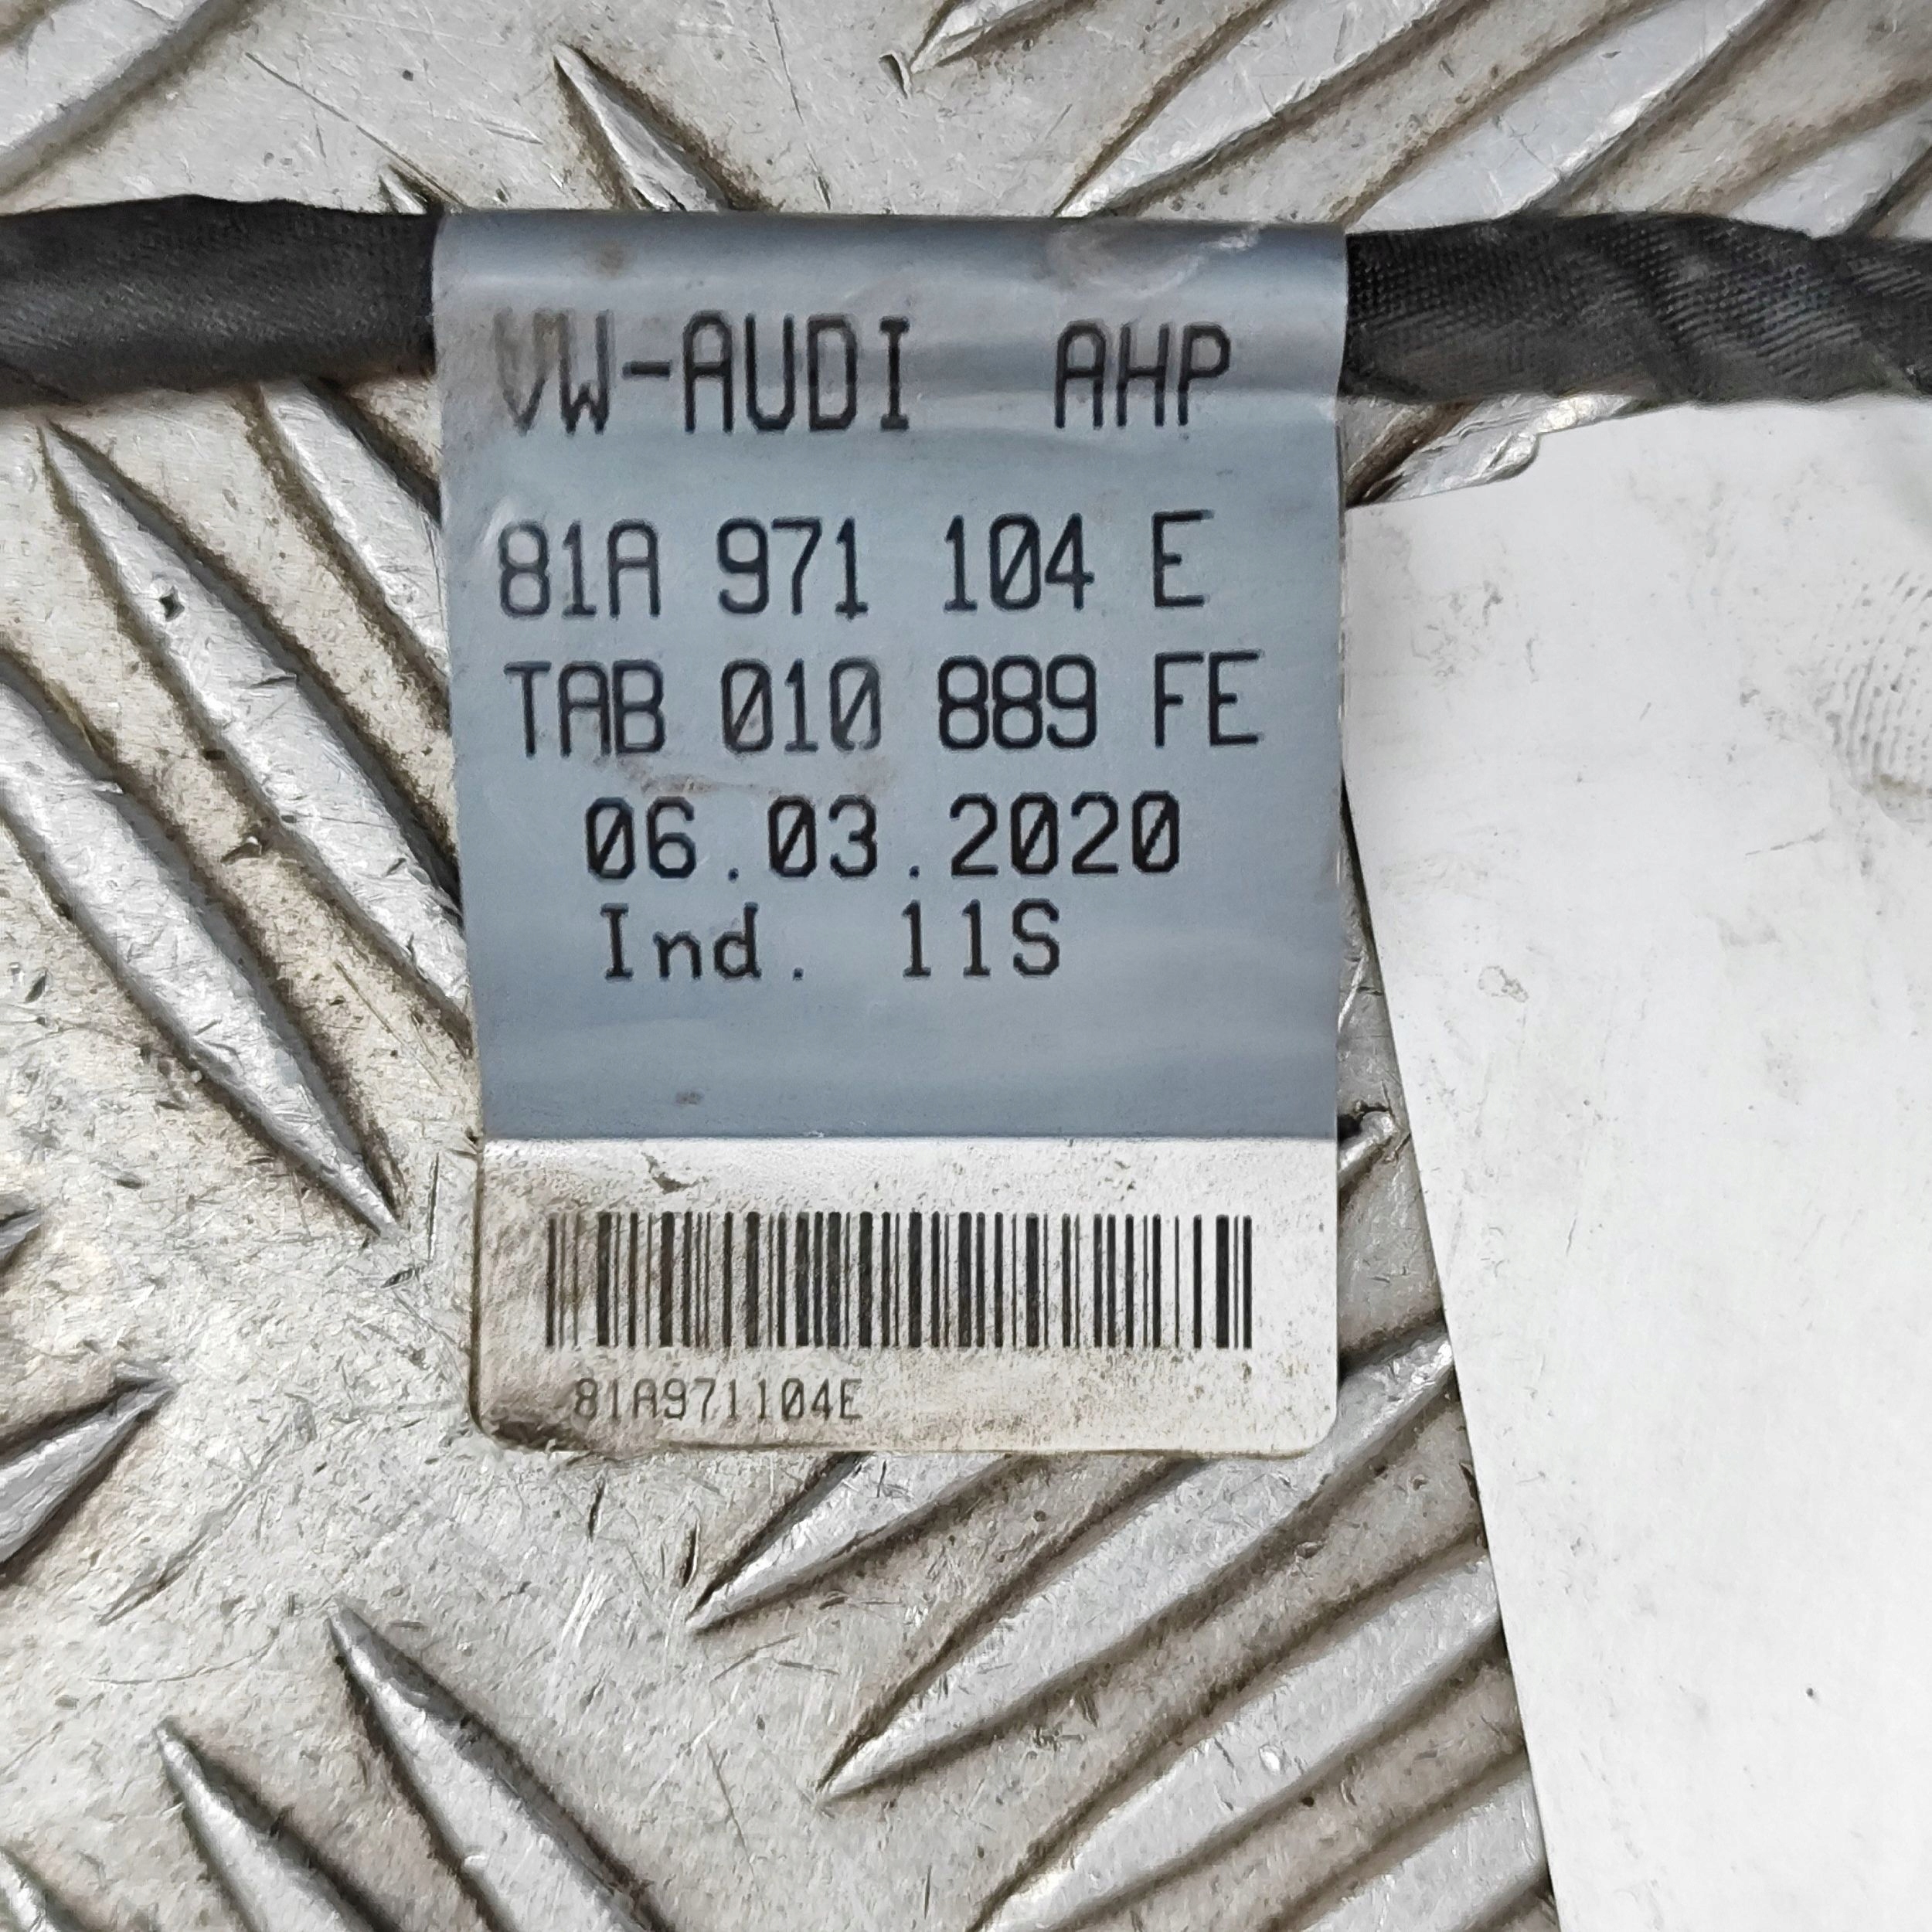 VW-AUDI AHP
81A 971 104 E
TAB 010 889 FE
06.03.2020
Ind. 11S
81A971104E